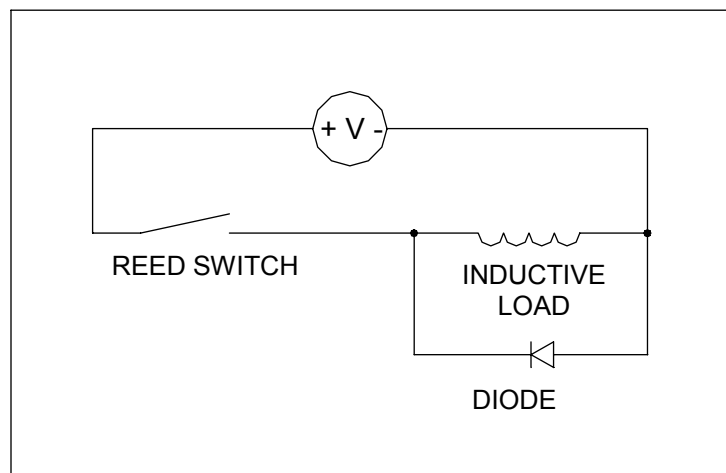 + V -
REED SWITCH
INDUCTIVE
LOAD
DIODE